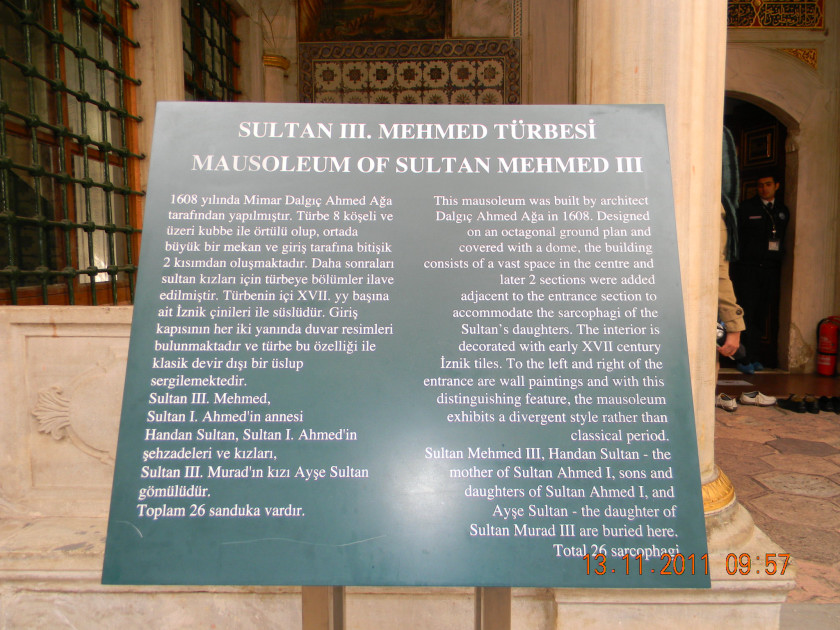 SULTAN III. MEHMED TÜRBESİ
MAUSOLEUM OF SULTAN MEHMED III
1608 yılında Mimar Dalgıç Ahmed Ağa
tarafından yapılmıştır. Türbe 8 köşeli ve
üzeri kubbe ile örtülü olup, ortada
büyük bir mekan ve giriş tarafına bitişik
2 kısımdan oluşmaktadır. Daha sonraları
sultan kızları için türbeye bölümler ilave
edilmiştir. Türbenin içi XVII. yy başına
ait İznik çinileri ile süslüdür. Giriş
kapısının her iki yanında duvar resimleri
bulunmaktadır ve türbe bu özelliği ile
klasik devir dışı bir üslup
sergilemektedir.
Sultan III. Mehmed,
Sultan I. Ahmed'in annesi
Handan Sultan, Sultan I. Ahmed'in
şehzadeleri ve kızları,
Sultan III. Murad'ın kızı Ayşe Sultan
gömülüdür.
Toplam 26 sanduka vardır.
This mausoleum was built by architect
Dalgıç Ahmed Ağa in 1608. Designed
on an octagonal ground plan and
covered with a dome, the building
consists of a vast space in the centre and
later 2 sections were added
adjacent to the entrance section to
accommodate the sarcophagi of the
Sultan's daughters. The interior is
decorated with early XVII century
İznik tiles. To the left and right of the
entrance are wall paintings and with this
distinguishing feature, the mausoleum
exhibits a divergent style rather than
classical period.
Sultan Mehmed III, Handan Sultan - the
mother of Sultan Ahmed I, sons and
daughters of Sultan Ahmed I, and
Ayşe Sultan - the daughter of
Sultan Murad III are buried here.
Total 26 sarcophagi
13.11.2011 09:57